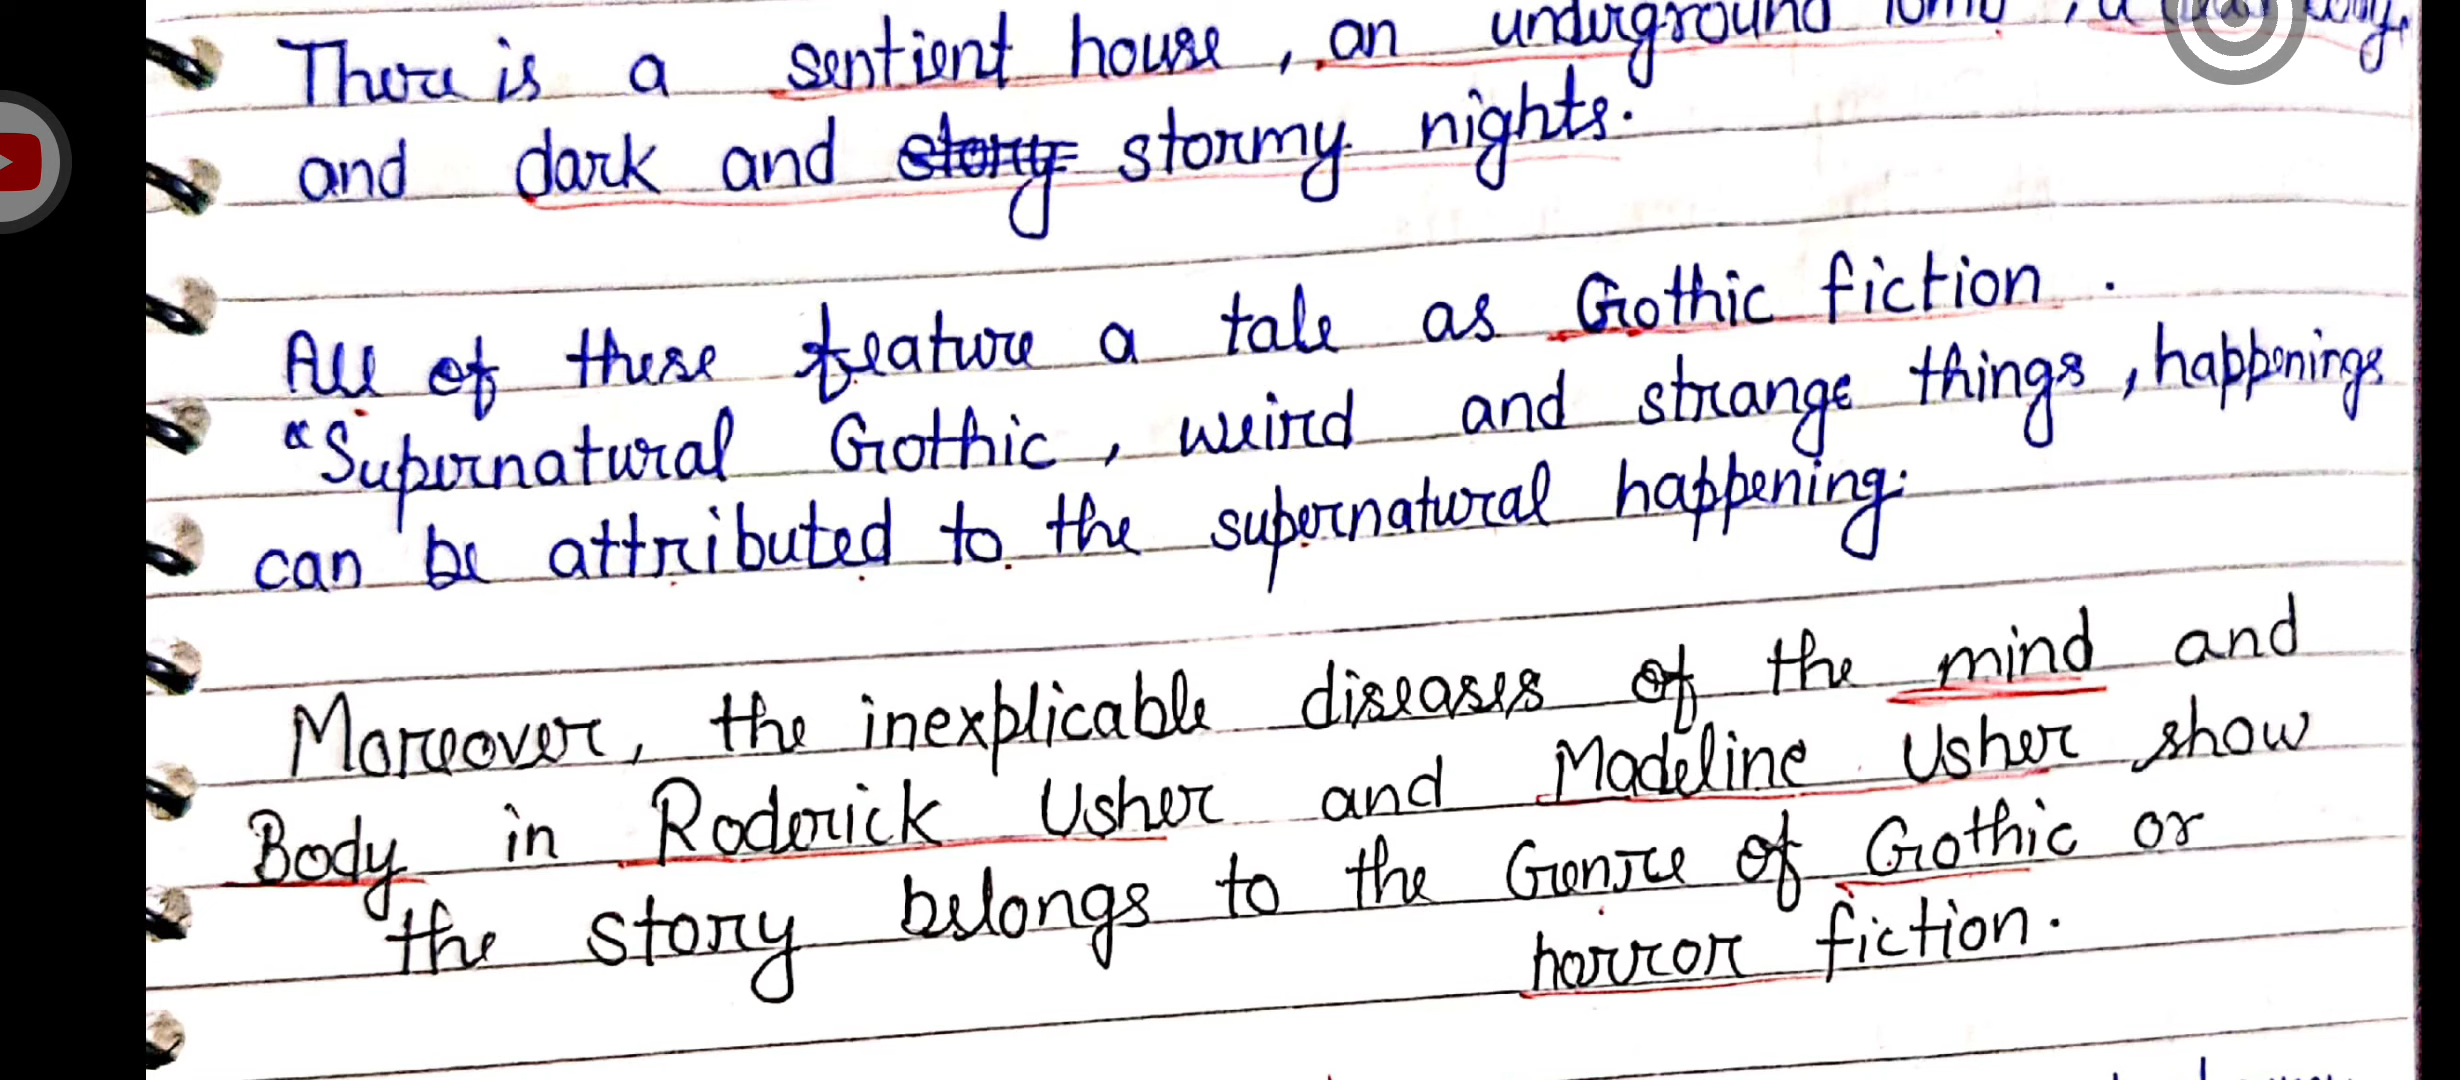 There is a sentient house, an underground tomb, a
and dark and story stormy nights.
All of these feature a tale as Gothic fiction.
"Supernatural Gothic, weird and strange things, happenings
can be attributed to the supernatural happening.
Moreover, the inexplicable diseases of the mind and
Body in Roderick Usher and Madeline Usher show
the story belongs to the Genre of Gothic or
horror fiction.